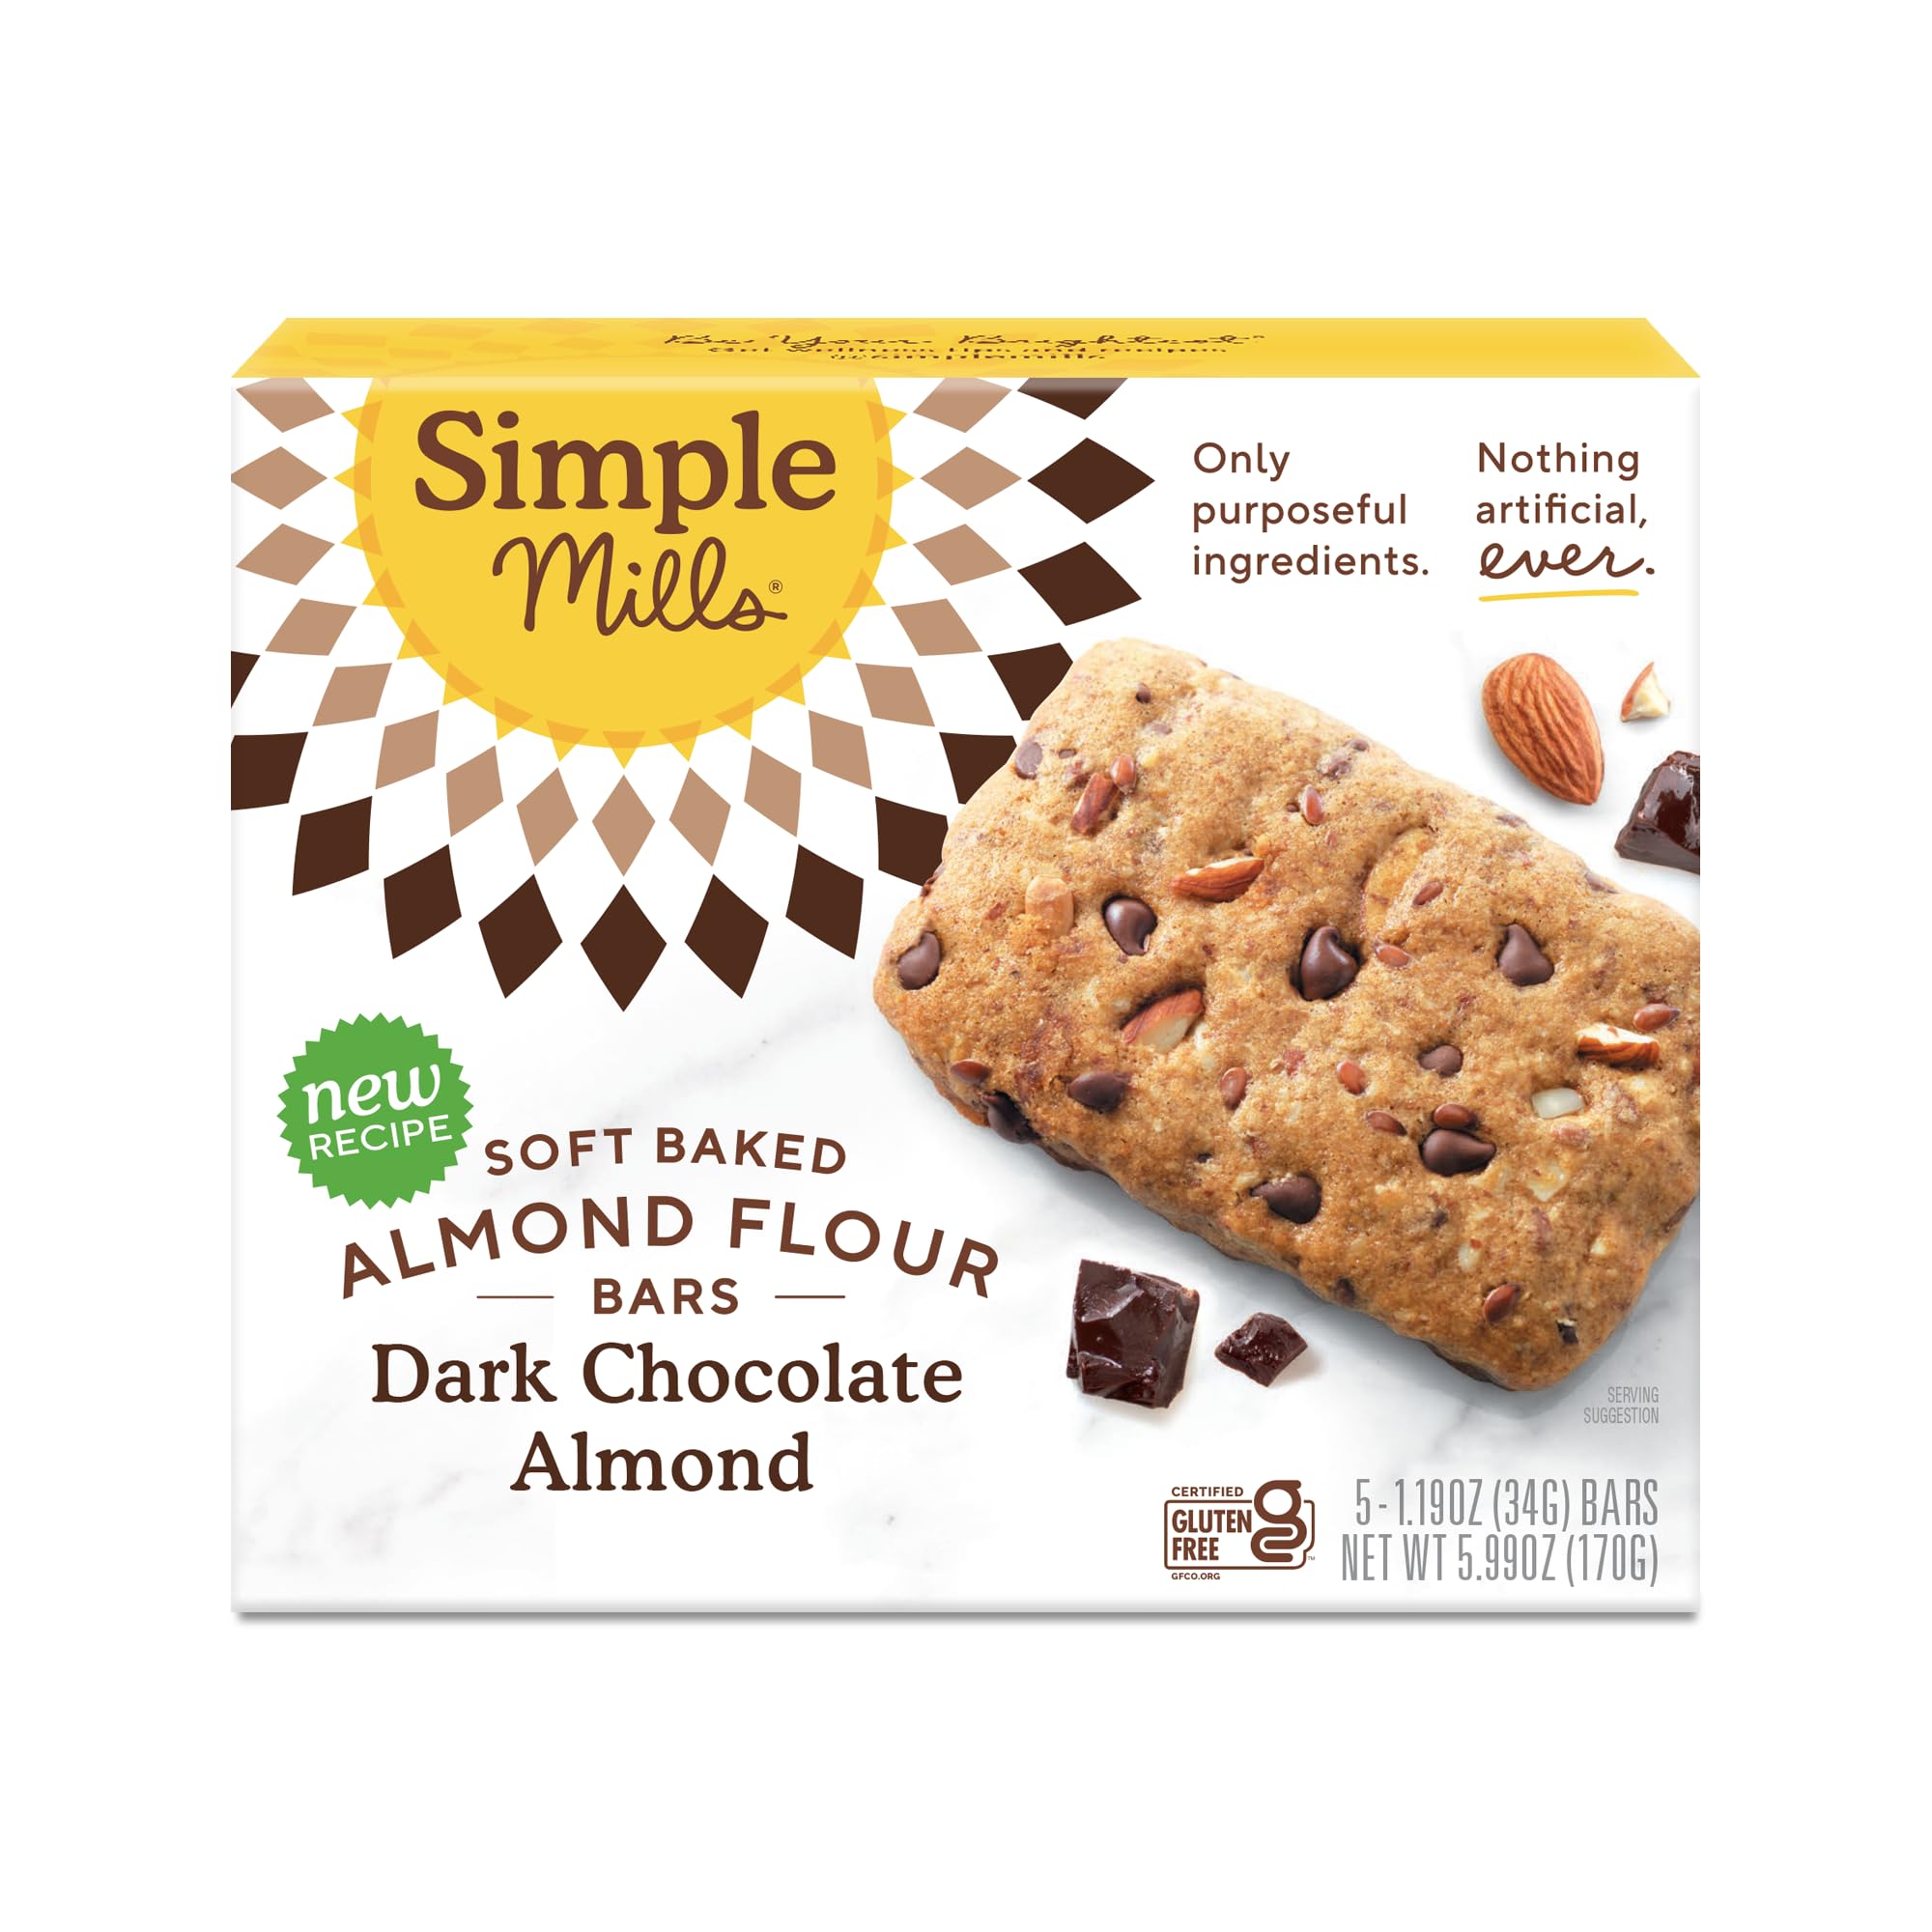 Simple
Mills®
Only
purposeful
ingredients.
Nothing
artificial,
ever.
new
RECIPE
SOFT BAKED
ALMOND FLOUR
BARS
Dark Chocolate
Almond
SERVING
SUGGESTION
CERTIFIED
GLUTEN
FREE
GFCO.ORG
5-1.19OZ (34G) BARS
NET WT 5.99OZ (170G)